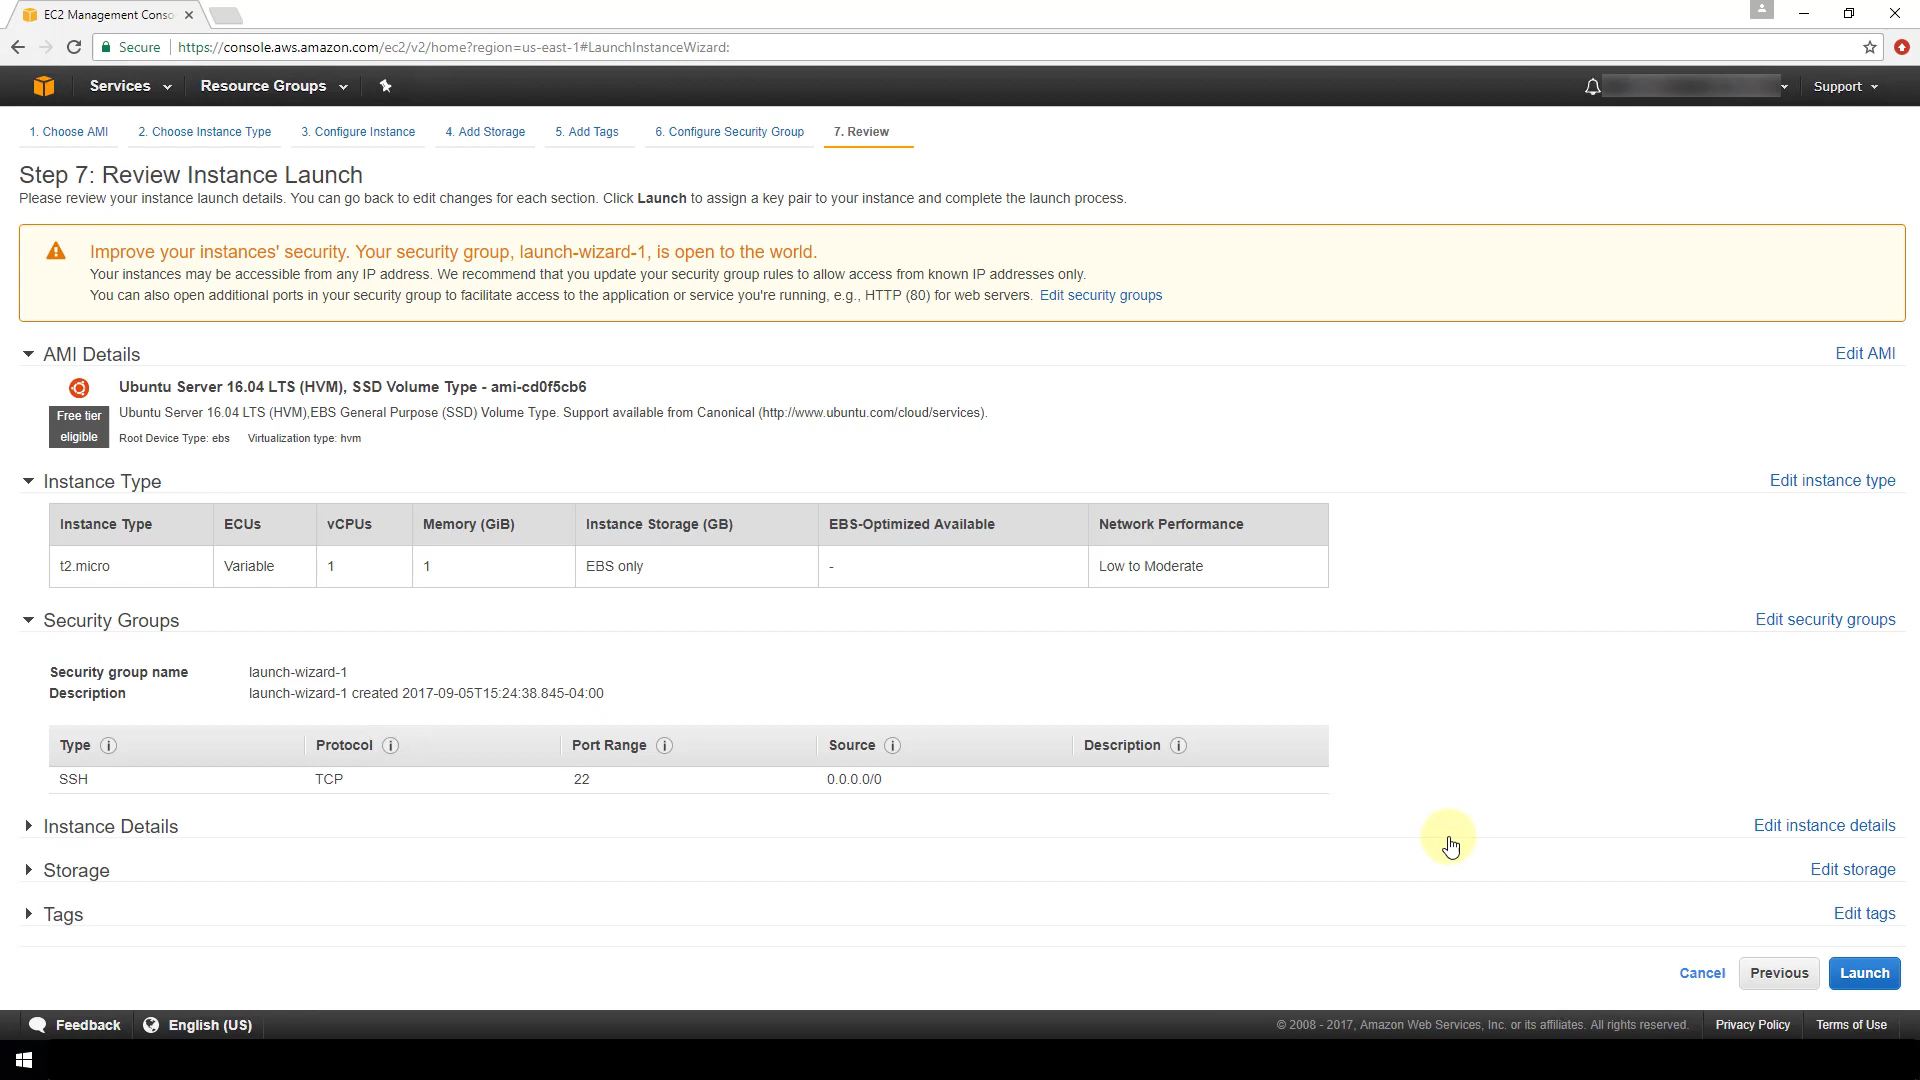 EC2 Management Conso
Secure https://console.aws.amazon.com/ec2/v2/home?region=us-east-1#LaunchInstanceWizard:
Services Resource Groups Support
1. Choose AMI 2. Choose Instance Type 3. Configure Instance 4. Add Storage 5. Add Tags 6. Configure Security Group 7. Review
Step 7: Review Instance Launch
Please review your instance launch details. You can go back to edit changes for each section. Click Launch to assign a key pair to your instance and complete the launch process.
Improve your instances' security. Your security group, launch-wizard-1, is open to the world.
Your instances may be accessible from any IP address. We recommend that you update your security group rules to allow access from known IP addresses only.
You can also open additional ports in your security group to facilitate access to the application or service you're running, e.g., HTTP (80) for web servers. Edit security groups
AMI Details Edit AMI
Ubuntu Server 16.04 LTS (HVM), SSD Volume Type - ami-cd0f5cb6
Free tier eligible
Ubuntu Server 16.04 LTS (HVM),EBS General Purpose (SSD) Volume Type. Support available from Canonical (http://www.ubuntu.com/cloud/services).
Root Device Type: ebs Virtualization type: hvm
Instance Type Edit instance type
Instance Type ECUs vCPUs Memory (GiB) Instance Storage (GB) EBS-Optimized Available Network Performance
t2.micro Variable 1 1 EBS only - Low to Moderate
Security Groups Edit security groups
Security group name launch-wizard-1
Description launch-wizard-1 created 2017-09-05T15:24:38.845-04:00
Type i Protocol i Port Range i Source i Description i
SSH TCP 22 0.0.0.0/0
Instance Details Edit instance details
Storage Edit storage
Tags Edit tags
Cancel Previous Launch
Feedback English (US) © 2008 - 2017, Amazon Web Services, Inc. or its affiliates. All rights reserved. Privacy Policy Terms of Use